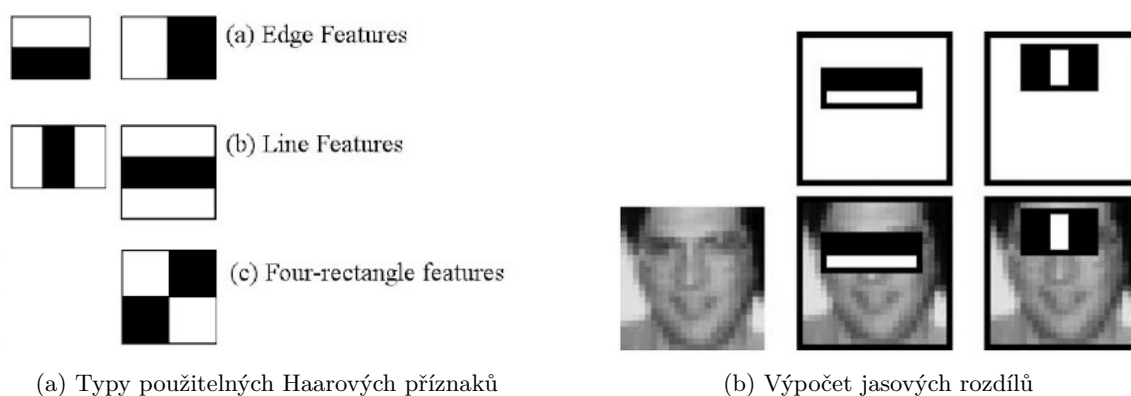 (a) Edge Features
(b) Line Features
(c) Four-rectangle features
(a) Typy použitelných Haarových příznaků
(b) Výpočet jasových rozdílů